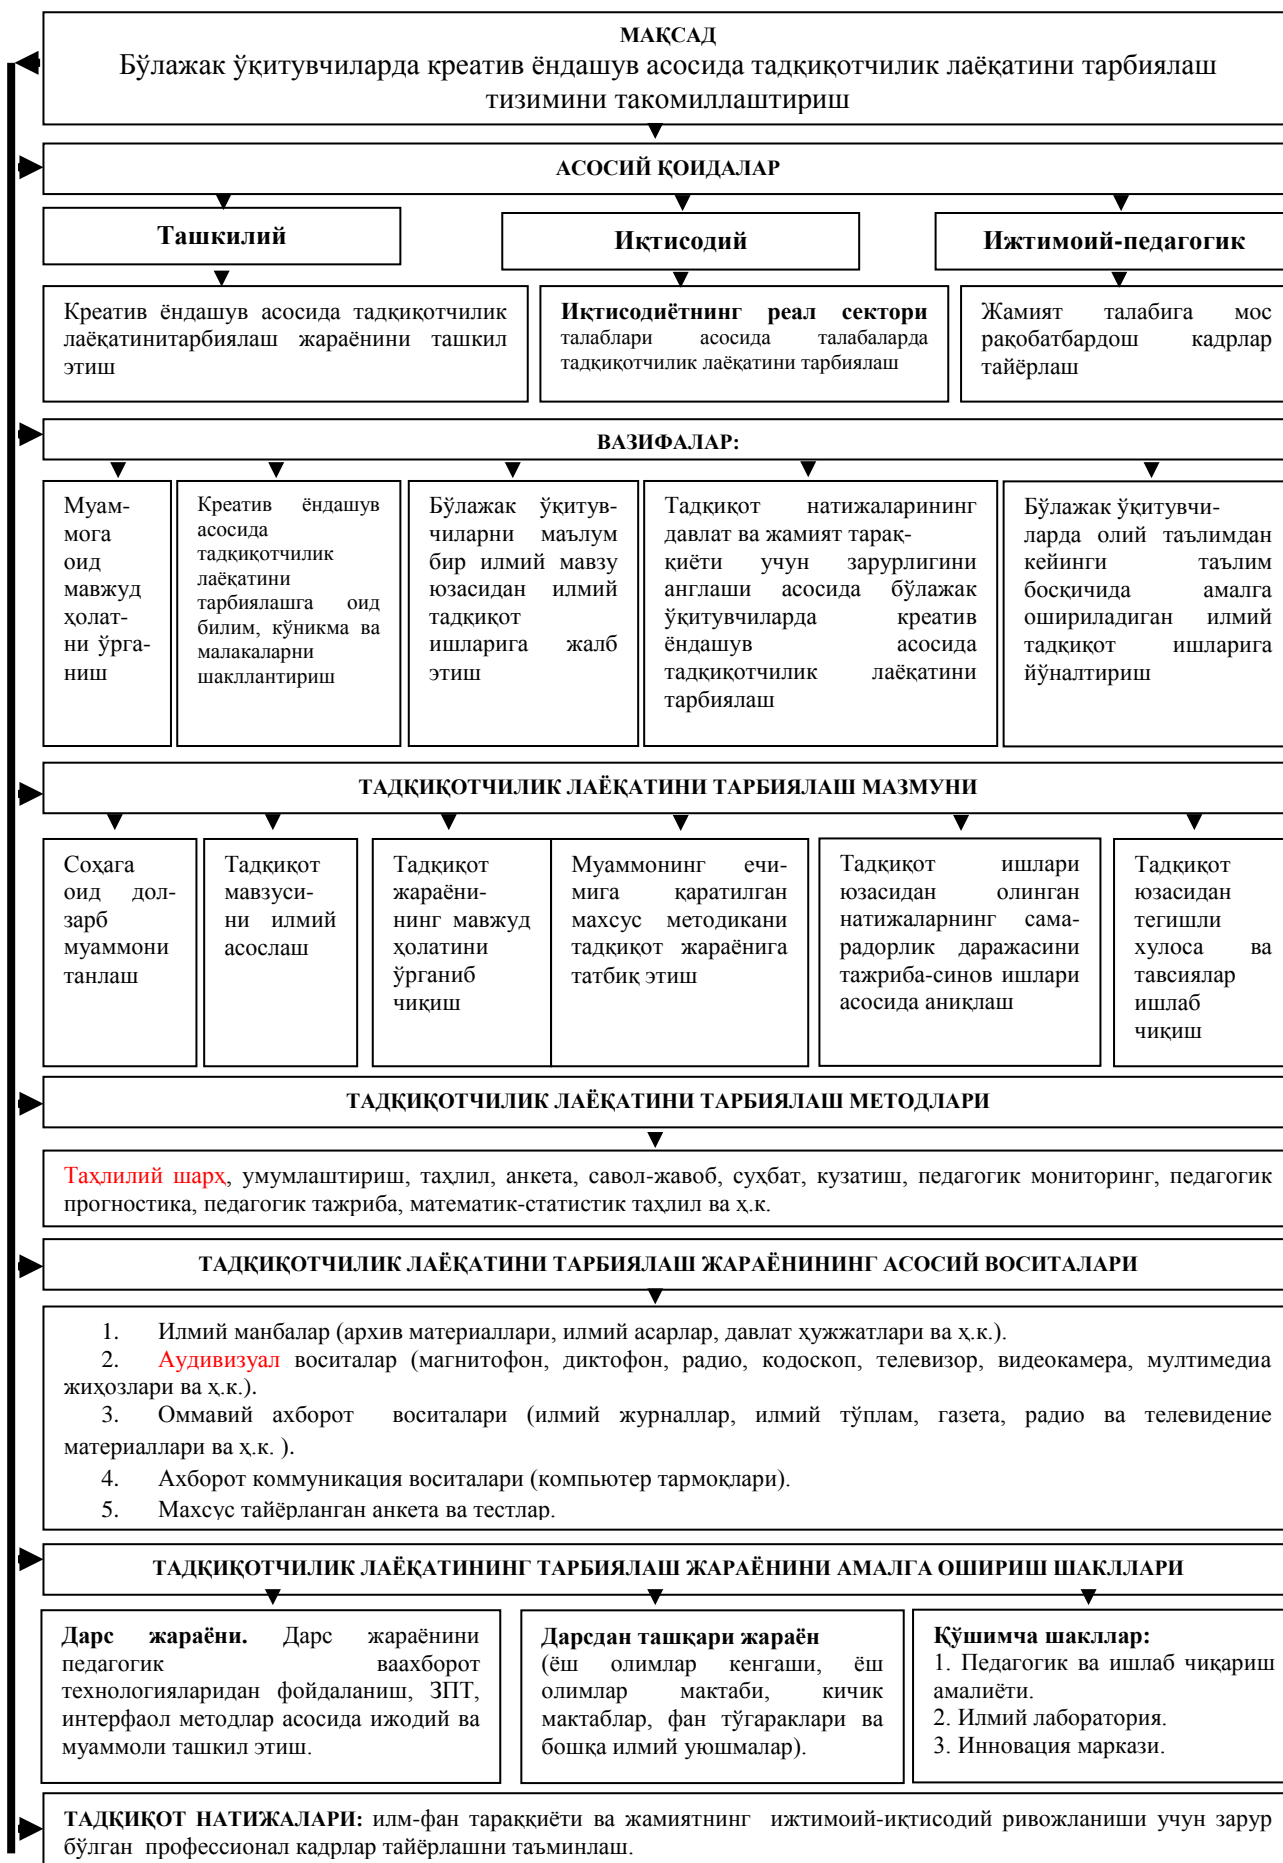 МАҚСАД
Бўлажак ўқитувчиларда креатив ёндашув асосида тадқиқотчилик лаёқатини тарбиялаш
тизимини такомиллаштириш
АСОСИЙ ҚОИДАЛАР
Ташкилий
Иқтисодий
Ижтимоий-педагогик
Креатив ёндашув асосида тадқиқотчилик
лаёқатинитарбиялаш жараёнини ташкил
этиш
Иқтисодиётнинг реал сектори
талаблари асосида талабаларда
тадқиқотчилик лаёқатини тарбиялаш
Жамият талабига мос
рақобатбардош кадрлар
тайёрлаш
ВАЗИФАЛАР:
Муам-
мога
оид
мавжуд
ҳолат-
ни ўрга-
ниш
Креатив ёндашув
асосида
тадқиқотчилик
лаёқатини
тарбиялашга оид
билим, кўникма ва
малакаларни
шакллантириш
Бўлажак ўқитув-
чиларни маълум
бир илмий мавзу
юзасидан илмий
тадқиқот
ишларига жалб
этиш
Тадқиқот натижаларининг
давлат ва жамият тарақ-
қиёти учун зарурлигини
англаши асосида бўлажак
ўқитувчиларда креатив
ёндашув асосида
тадқиқотчилик лаёқатини
тарбиялаш
Бўлажак ўқитувчи-
ларда олий таълимдан
кейинги таълим
босқичида амалга
ошириладиган илмий
тадқиқот ишларига
йўналтириш
ТАДҚИҚОТЧИЛИК ЛАЁҚАТИНИ ТАРБИЯЛАШ МАЗМУНИ
Соҳага
оид дол-
зарб
муаммони
танлаш
Тадқиқот
мавзуси-
ни илмий
асослаш
Тадқиқот
жараёни-
нинг мавжуд
ҳолатини
ўрганиб
чиқиш
Муаммонинг ечи-
мига қаратилган
махсус методикани
тадқиқот жараёнига
татбиқ этиш
Тадқиқот ишлари
юзасидан олинган
натижаларнинг сама-
радорлик даражасини
тажриба-синов ишлари
асосида аниқлаш
Тадқиқот
юзасидан
тегишли
хулоса ва
тавсиялар
ишлаб
чиқиш
ТАДҚИҚОТЧИЛИК ЛАЁҚАТИНИ ТАРБИЯЛАШ МЕТОДЛАРИ
Таҳлилий шарҳ, умумлаштириш, таҳлил, анкета, савол-жавоб, суҳбат, кузатиш, педагогик мониторинг, педагогик
прогностика, педагогик тажриба, математик-статистик таҳлил ва ҳ.к.
ТАДҚИҚОТЧИЛИК ЛАЁҚАТИНИ ТАРБИЯЛАШ ЖАРАЁНИНИНГ АСОСИЙ ВОСИТАЛАРИ
1. Илмий манбалар (архив материаллари, илмий асарлар, давлат ҳужжатлари ва ҳ.к.).
2. Аудивизуал воситалар (магнитофон, диктофон, радио, кодоскоп, телевизор, видеокамера, мултимедиа
жиҳозлари ва ҳ.к.).
3. Оммавий ахборот воситалари (илмий журналлар, илмий тўплам, газета, радио ва телевидение
материаллари ва ҳ.к. ).
4. Ахборот коммуникация воситалари (компьютер тармоқлари).
5. Махсус тайёрланган анкета ва тестлар.
ТАДҚИҚОТЧИЛИК ЛАЁҚАТИНИНГ ТАРБИЯЛАШ ЖАРАЁНИНИ АМАЛГА ОШИРИШ ШАКЛЛАРИ
Дарс жараёни. Дарс жараёнини
педагогик ваахборот
технологияларидан фойдаланиш, ЗПТ,
интерфаол методлар асосида ижодий ва
муаммоли ташкил этиш.
Дарсдан ташқари жараён
(ёш олимлар кенгаши, ёш
олимлар мактаби, кичик
мактаблар, фан тўгараклари ва
бошқа илмий уюшмалар).
Қўшимча шакллар:
1. Педагогик ва ишлаб чиқариш
амалиёти.
2. Илмий лаборатория.
3. Инновация маркази.
ТАДҚИҚОТ НАТИЖАЛАРИ: илм-фан тараққиёти ва жамиятнинг ижтимоий-иқтисодий ривожланиши учун зарур
бўлган профессионал кадрлар тайёрлашни таъминлаш.